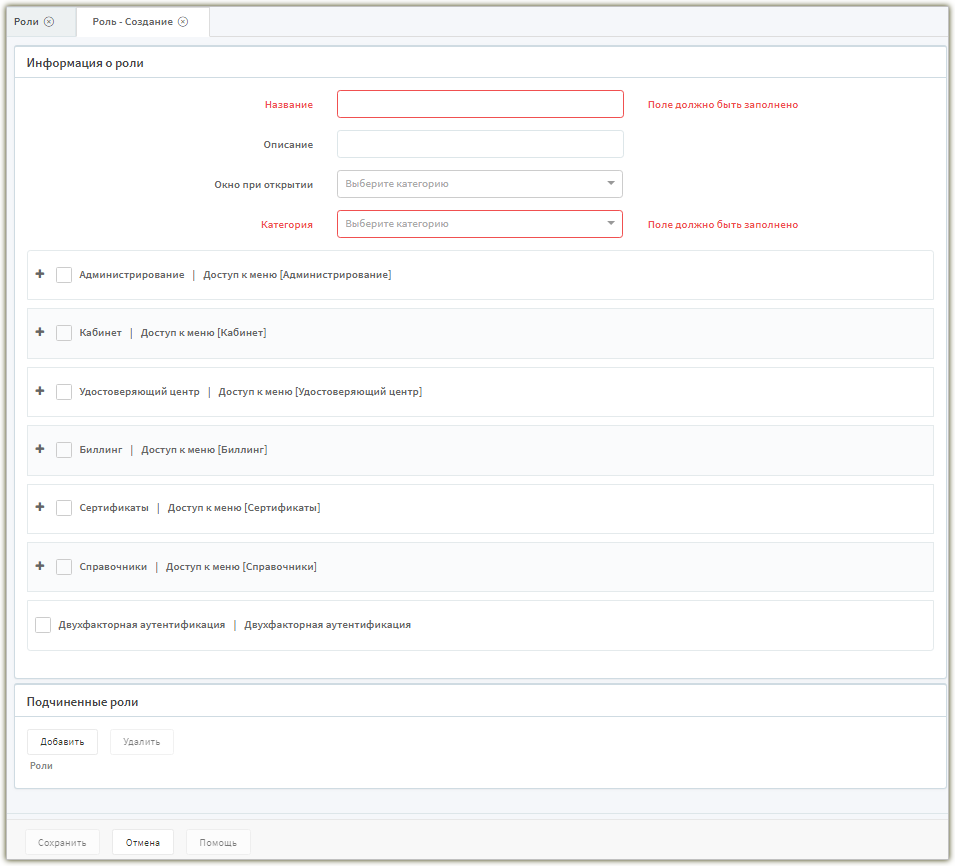 Роли
Роль - Создание
Информация о роли
Название Поле должно быть заполнено
Описание
Окно при открытии Выберите категорию
Категория Выберите категорию Поле должно быть заполнено
Администрирование | Доступ к меню [Администрирование]
Кабинет | Доступ к меню [Кабинет]
Удостоверяющий центр | Доступ к меню [Удостоверяющий центр]
Биллинг | Доступ к меню [Биллинг]
Сертификаты | Доступ к меню [Сертификаты]
Справочники | Доступ к меню [Справочники]
Двухфакторная аутентификация | Двухфакторная аутентификация
Подчиненные роли
Добавить Удалить
Роли
Сохранить Отмена Помощь